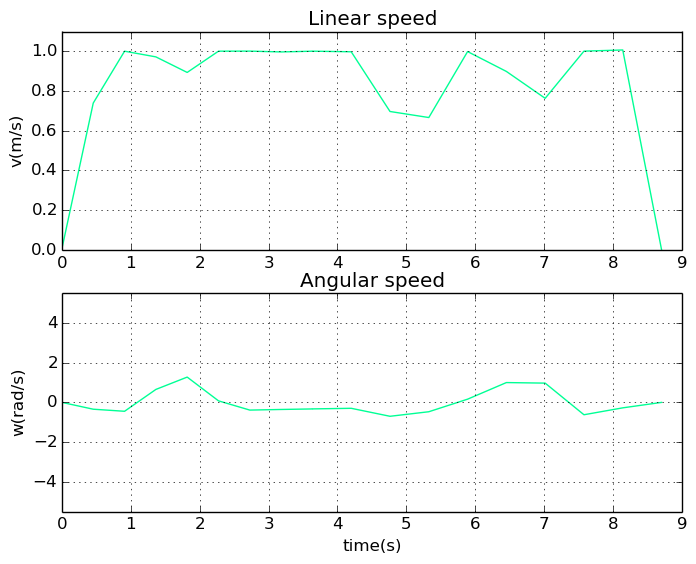 Linear speed
v(m/s)
1.0
0.8
0.6
0.4
0.2
0.0
0 1 2 3 4 5 6 7 8 9
Angular speed
w(rad/s)
4
2
0
−2
−4
0 1 2 3 4 5 6 7 8 9
time(s)